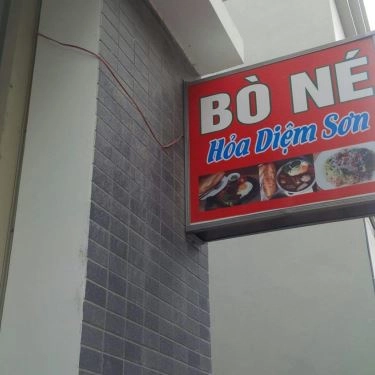 BÒ NÉ
Hỏa Diệm Sơn